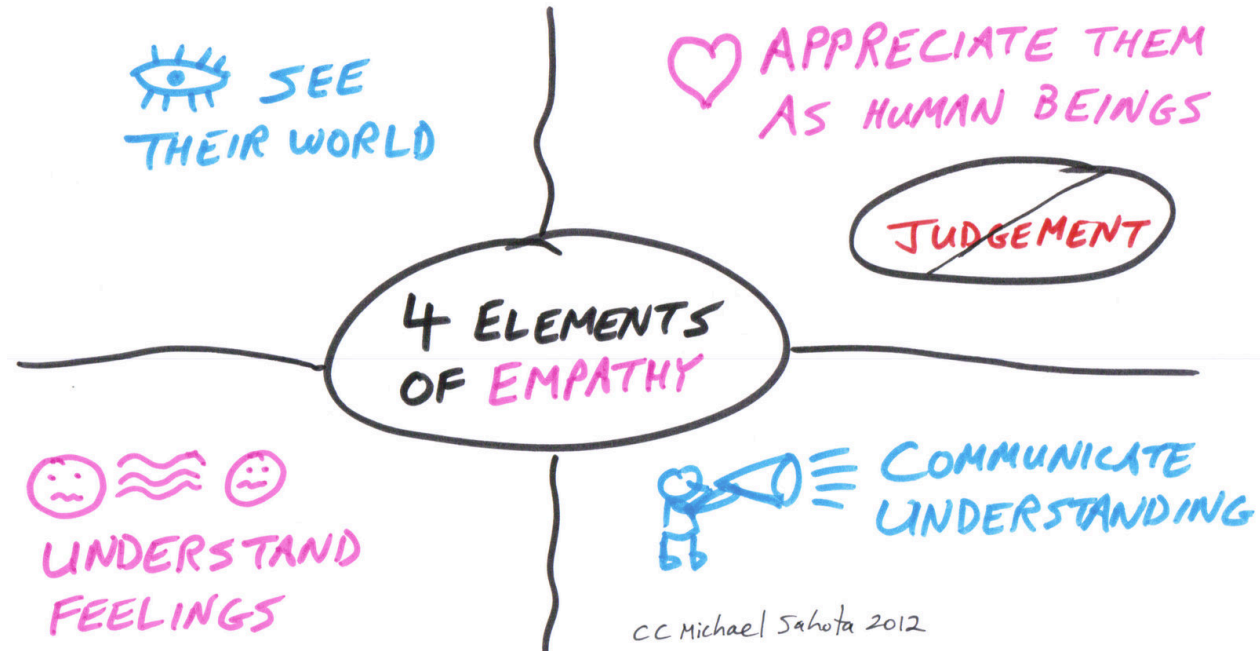 SEE
THEIR WORLD
APPRECIATE THEM
AS HUMAN BEINGS
JUDGEMENT
4 ELEMENTS
OF EMPATHY
UNDERSTAND
FEELINGS
COMMUNICATE
UNDERSTANDING
CC Michael Sahota 2012